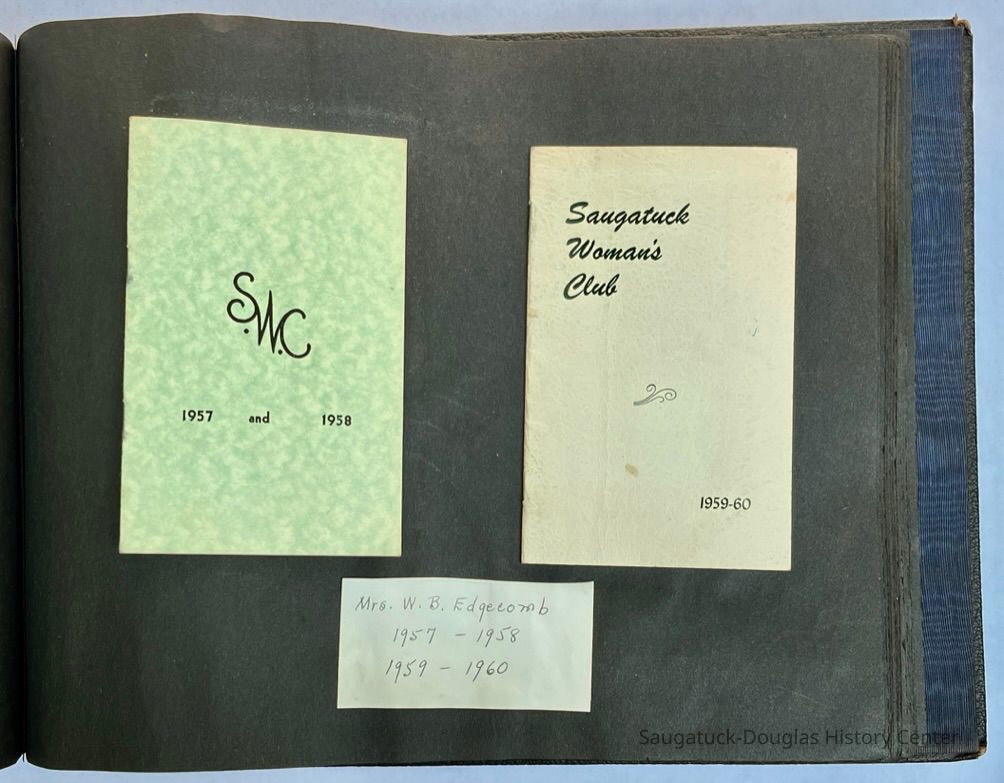 S.W.C
1957 and 1958
Saugatuck
Woman's
Club
1959-60
Mrs. W. B. Edgecomb
1957 - 1958
1959 - 1960
Saugatuck-Douglas History Center